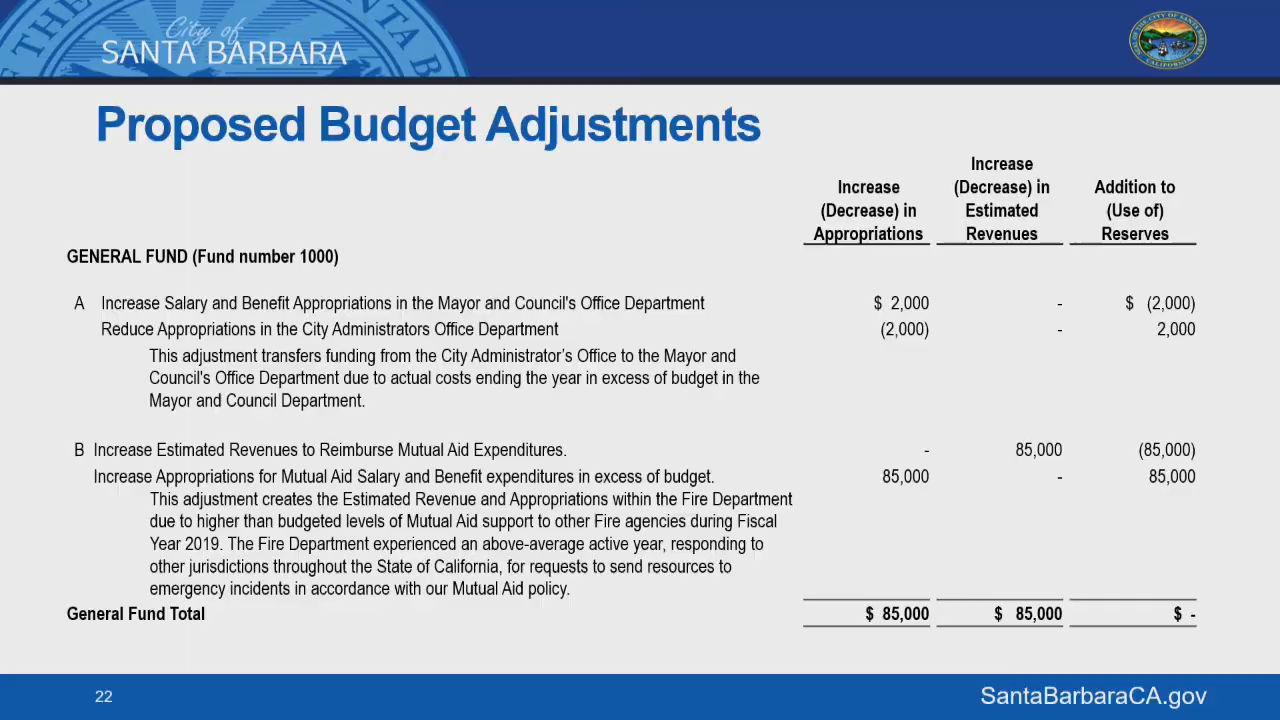 City of
SANTA BARBARA
Proposed Budget Adjustments
Increase (Decrease) in Appropriations
Increase (Decrease) in Estimated Revenues
Addition to (Use of) Reserves
GENERAL FUND (Fund number 1000)
A Increase Salary and Benefit Appropriations in the Mayor and Council's Office Department $ 2,000 - $ (2,000)
Reduce Appropriations in the City Administrators Office Department (2,000) - 2,000
This adjustment transfers funding from the City Administrator’s Office to the Mayor and
Council's Office Department due to actual costs ending the year in excess of budget in the
Mayor and Council Department.
B Increase Estimated Revenues to Reimburse Mutual Aid Expenditures. - 85,000 (85,000)
Increase Appropriations for Mutual Aid Salary and Benefit expenditures in excess of budget. 85,000 - 85,000
This adjustment creates the Estimated Revenue and Appropriations within the Fire Department
due to higher than budgeted levels of Mutual Aid support to other Fire agencies during Fiscal
Year 2019. The Fire Department experienced an above-average active year, responding to
other jurisdictions throughout the State of California, for requests to send resources to
emergency incidents in accordance with our Mutual Aid policy.
General Fund Total $ 85,000 $ 85,000 $ -
22
SantaBarbaraCA.gov